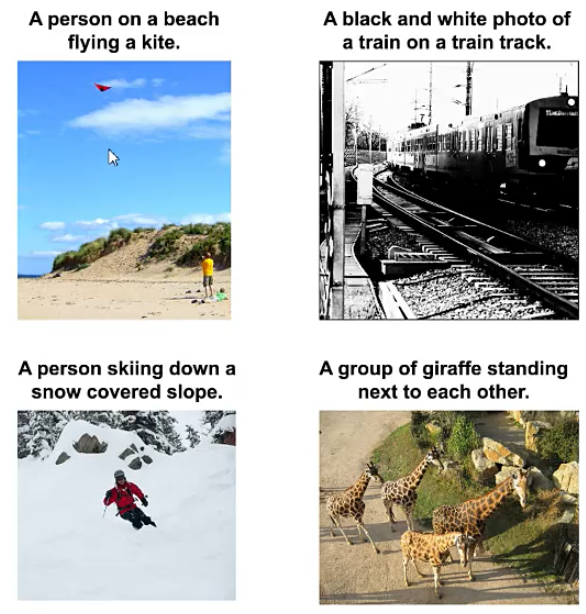 A person on a beach
flying a kite.
A black and white photo of
a train on a train track.
A person skiing down a
snow covered slope.
A group of giraffe standing
next to each other.